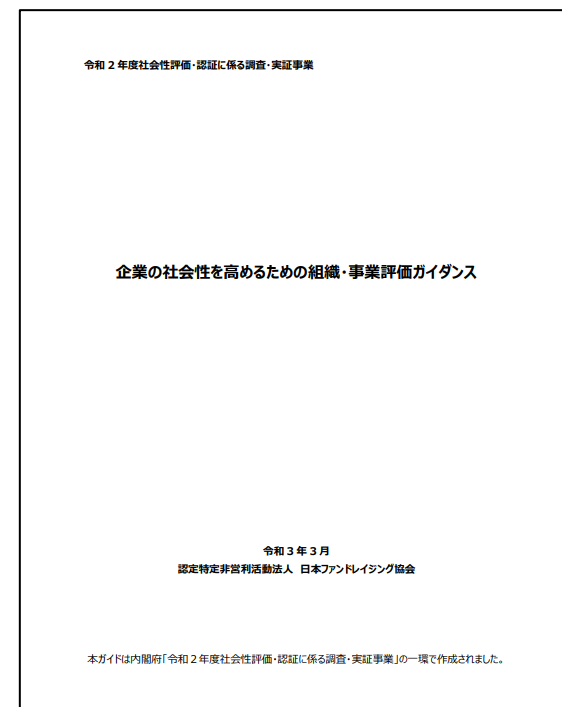 令和 2 年度社会性評価・認証に係る調査・実証事業
企業の社会性を高めるための組織・事業評価ガイダンス
令和 3 年 3 月
認定特定非営利活動法人 日本ファンドレイジング協会
本ガイドは内閣府「令和 2 年度社会性評価・認証に係る調査・実証事業」の一環で作成されました。